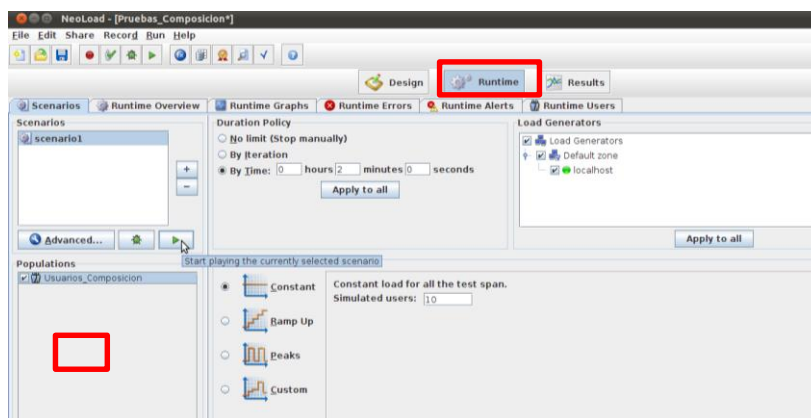 NeoLoad - [Pruebas_Composicion*]
File Edit Share Record Run Help
Design Runtime Results
Scenarios Runtime Overview Runtime Graphs Runtime Errors Runtime Alerts Runtime Users
Scenarios
scenario1
+
-
Advanced...
Duration Policy
No limit (Stop manually)
By Iteration
By Time: 0 hours 2 minutes 0 seconds
Apply to all
Load Generators
Load Generators
Default zone
localhost
Apply to all
Start playing the currently selected scenano
Populations
Usuarios_Composicion
Constant
Ramp Up
Peaks
Custom
Constant load for all the test span.
Simulated users: 10